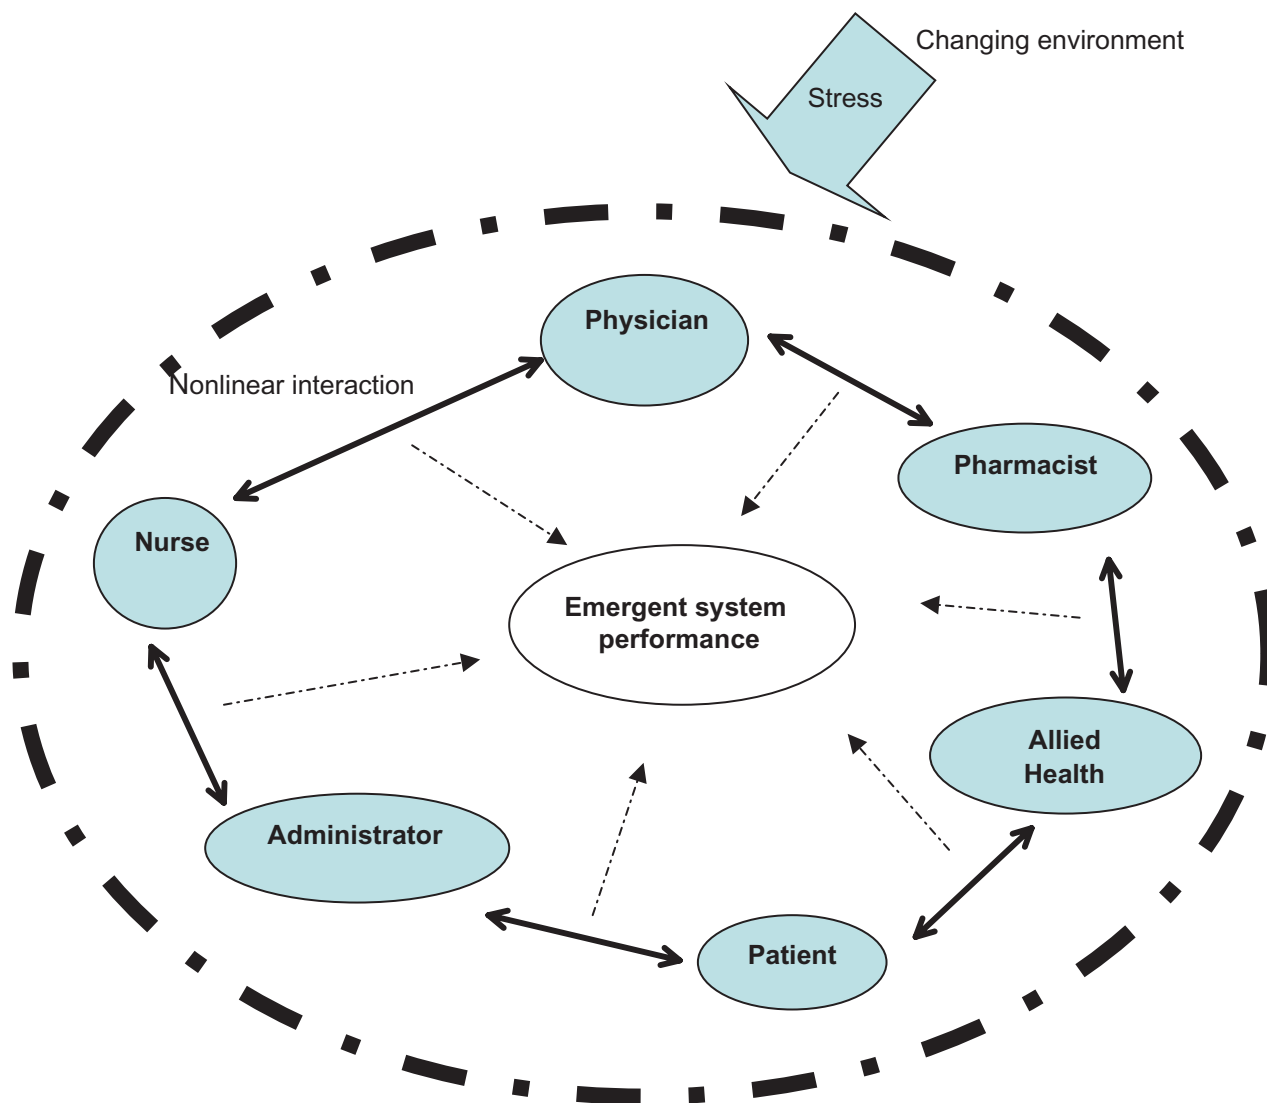 Changing environment
Stress
Physician
Nonlinear interaction
Pharmacist
Nurse
Emergent system
performance
Allied
Health
Administrator
Patient